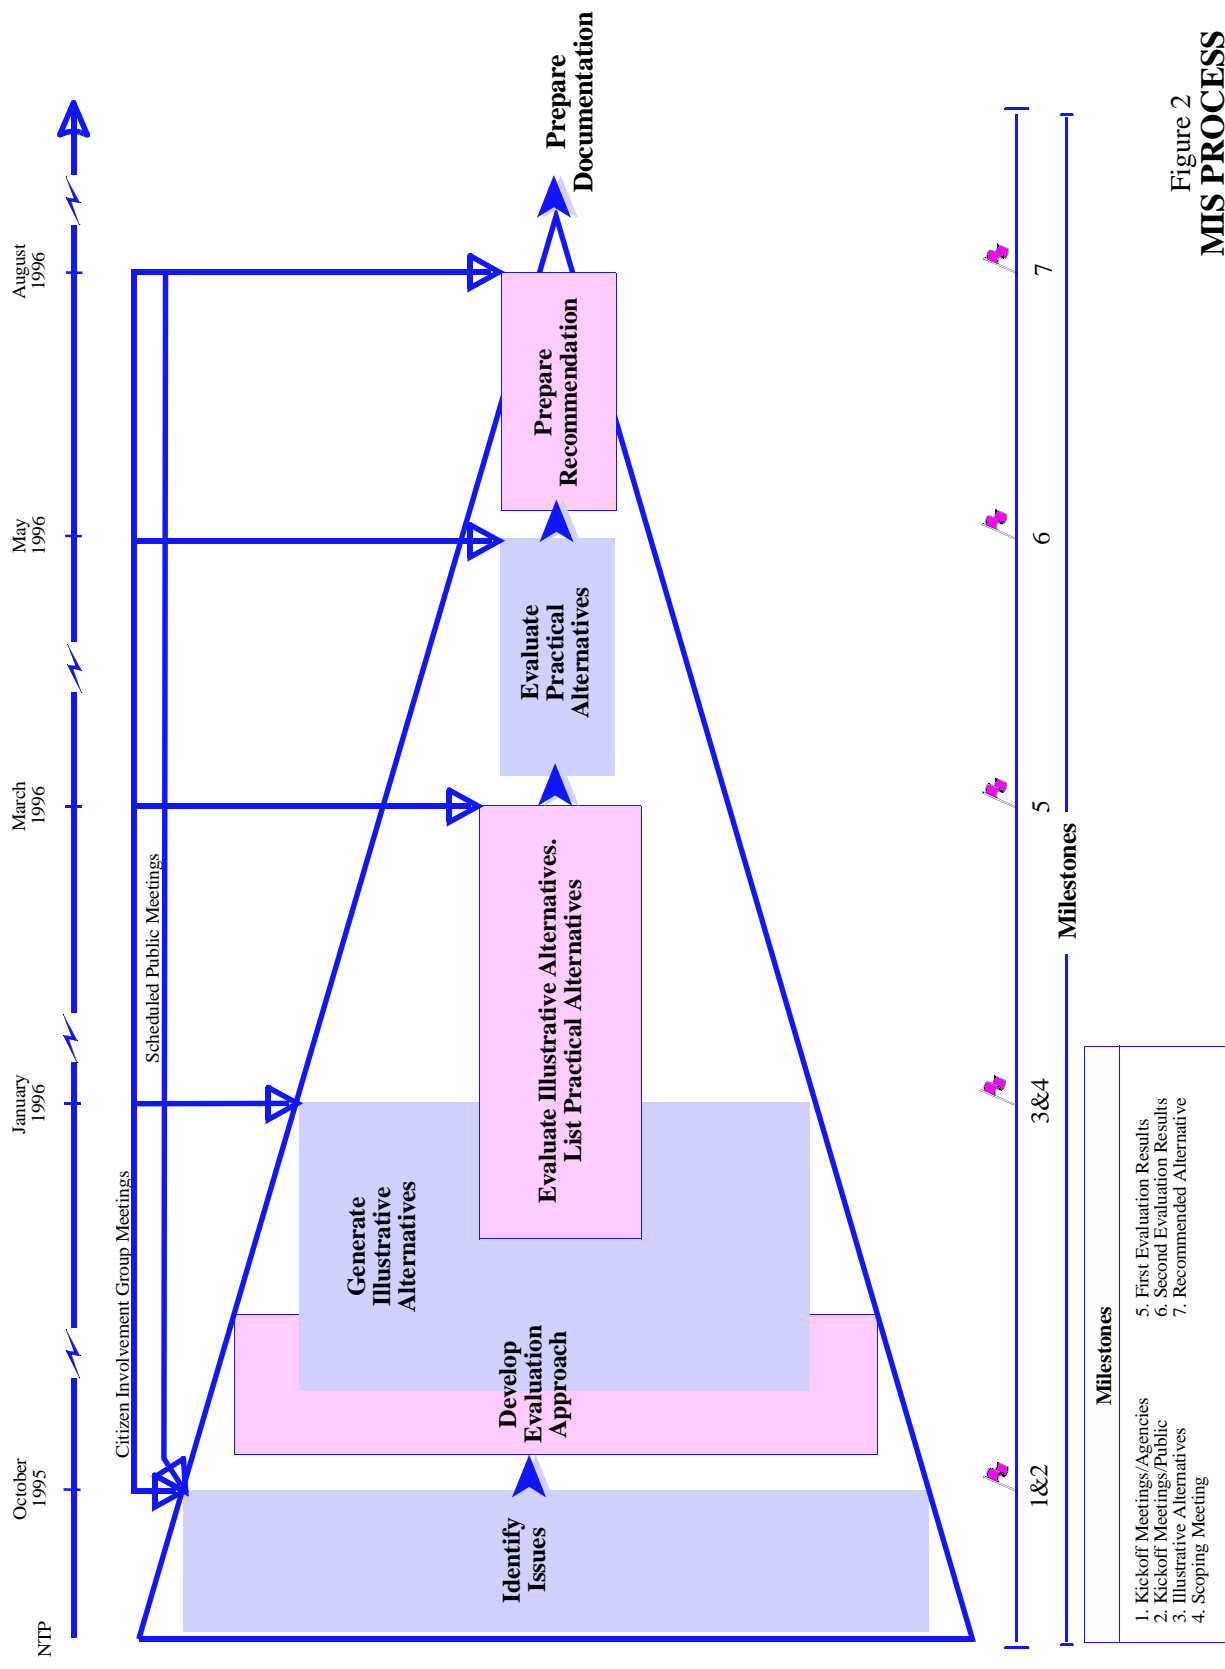 NTP
October
1995
January
1996
March
1996
May
1996
August
1996
Citizen Involvement Group Meetings
Scheduled Public Meetings
Identify
Issues
Develop
Evaluation
Approach
Generate
Illustrative
Alternatives
Evaluate Illustrative Alternatives.
List Practical Alternatives
Evaluate
Practical
Alternatives
Prepare
Recommendation
Prepare
Documentation
1&2
3&4
5
6
7
Milestones
Milestones
1. Kickoff Meetings/Agencies
2. Kickoff Meetings/Public
3. Illustrative Alternatives
4. Scoping Meeting
5. First Evaluation Results
6. Second Evaluation Results
7. Recommended Alternative
Figure 2
MIS PROCESS